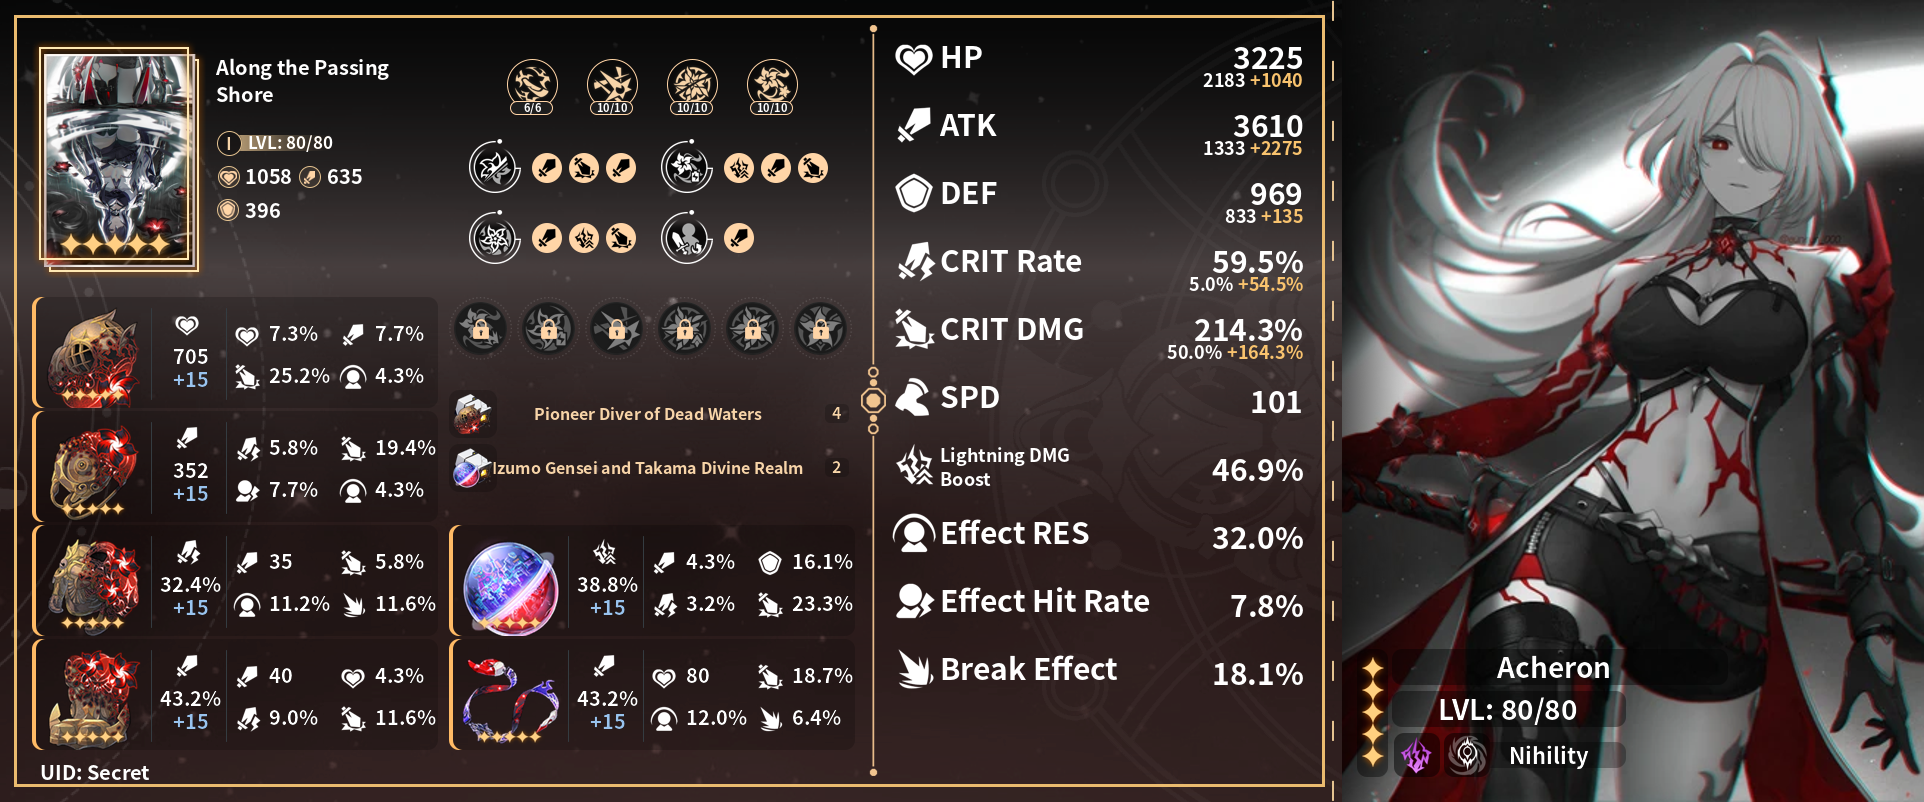 Along the Passing
Shore
I LVL: 80/80
1058 635
396
6/6 10/10 10/10 10/10
705
+15
7.3% 7.7%
25.2% 4.3%
352
+15
5.8% 19.4%
7.7% 4.3%
32.4%
+15
35 5.8%
11.2% 11.6%
43.2%
+15
40 4.3%
9.0% 11.6%
UID: Secret
Pioneer Diver of Dead Waters 4
Izumo Gensei and Takama Divine Realm 2
38.8%
+15
4.3% 16.1%
3.2% 23.3%
43.2%
+15
80 18.7%
12.0% 6.4%
HP 3225
2183 +1040
ATK 3610
1333 +2275
DEF 969
833 +135
CRIT Rate 59.5%
5.0% +54.5%
CRIT DMG 214.3%
50.0% +164.3%
SPD 101
Lightning DMG
Boost 46.9%
Effect RES 32.0%
Effect Hit Rate 7.8%
Break Effect 18.1%
Acheron
LVL: 80/80
Nihility